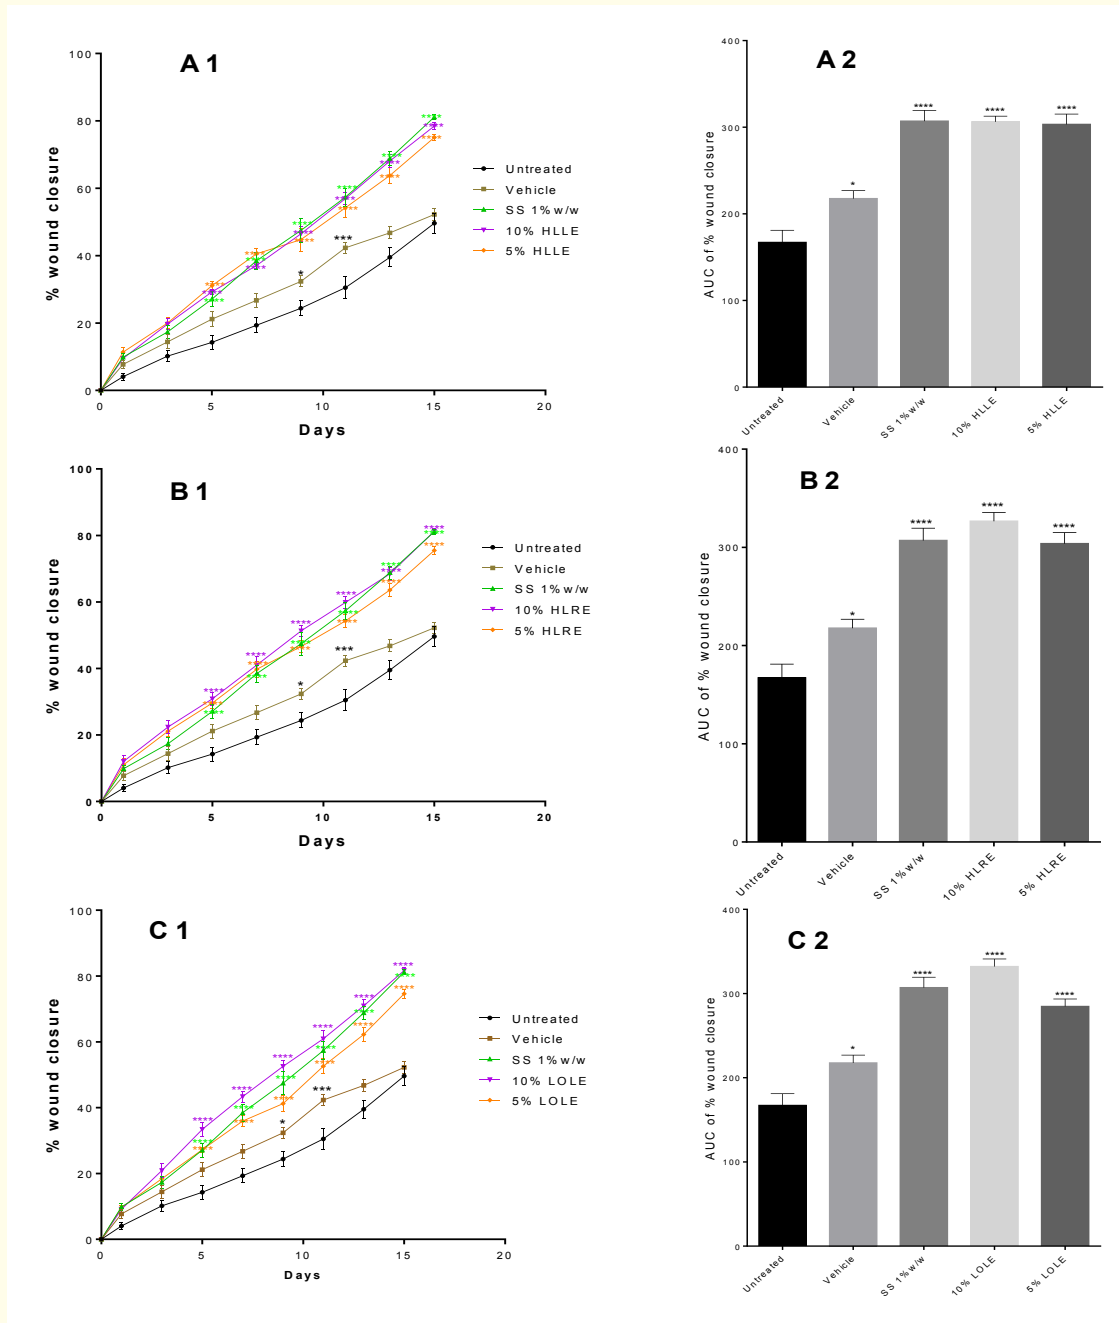 A 1
% wound closure
100
80
60
40
20
0
0 5 10 15 20
Days
Untreated
Vehicle
SS 1%w/w
10% HLLE
5% HLLE
**** **** **** **** **** ****
**** **** **** **** **** ****
**** **** **** **** **** ****
* ***
A 2
AUC of % wound closure
400
300
200
100
0
* **** **** ****
Untreated Vehicle SS 1%w/w 10% HLLE 5% HLLE
B 1
% wound closure
100
80
60
40
20
0
0 5 10 15 20
Days
Untreated
Vehicle
SS 1%w/w
10% HLRE
5% HLRE
**** **** **** **** **** ****
**** **** **** **** **** ****
**** **** **** **** **** ****
* ***
B 2
AUC of % wound closure
400
300
200
100
0
* **** **** ****
Untreated Vehicle SS 1%w/w 10% HLRE 5% HLRE
C 1
% wound closure
100
80
60
40
20
0
0 5 10 15 20
Days
Untreated
Vehicle
SS 1%w/w
10% LOLE
5% LOLE
**** **** **** **** **** ****
**** **** **** **** **** ****
**** **** **** **** **** ****
* ***
C 2
AUC of % wound closure
400
300
200
100
0
* **** **** ****
Untreated Vehicle SS 1%w/w 10% LOLE 5% LOLE